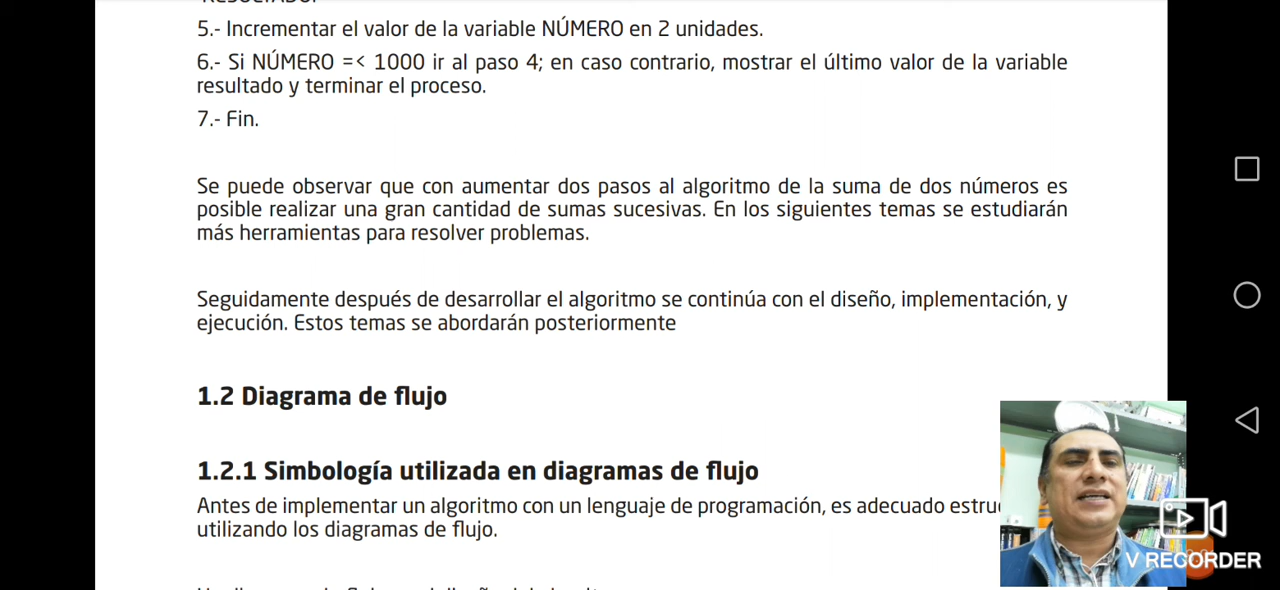 5.- Incrementar el valor de la variable NÚMERO en 2 unidades.
6.- Si NÚMERO =< 1000 ir al paso 4; en caso contrario, mostrar el último valor de la variable
resultado y terminar el proceso.
7.- Fin.
Se puede observar que con aumentar dos pasos al algoritmo de la suma de dos números es
posible realizar una gran cantidad de sumas sucesivas. En los siguientes temas se estudiarán
más herramientas para resolver problemas.
Seguidamente después de desarrollar el algoritmo se continúa con el diseño, implementación, y
ejecución. Estos temas se abordarán posteriormente
1.2 Diagrama de flujo
1.2.1 Simbología utilizada en diagramas de flujo
Antes de implementar un algoritmo con un lenguaje de programación, es adecuado
utilizando los diagramas de flujo.
V RECORDER